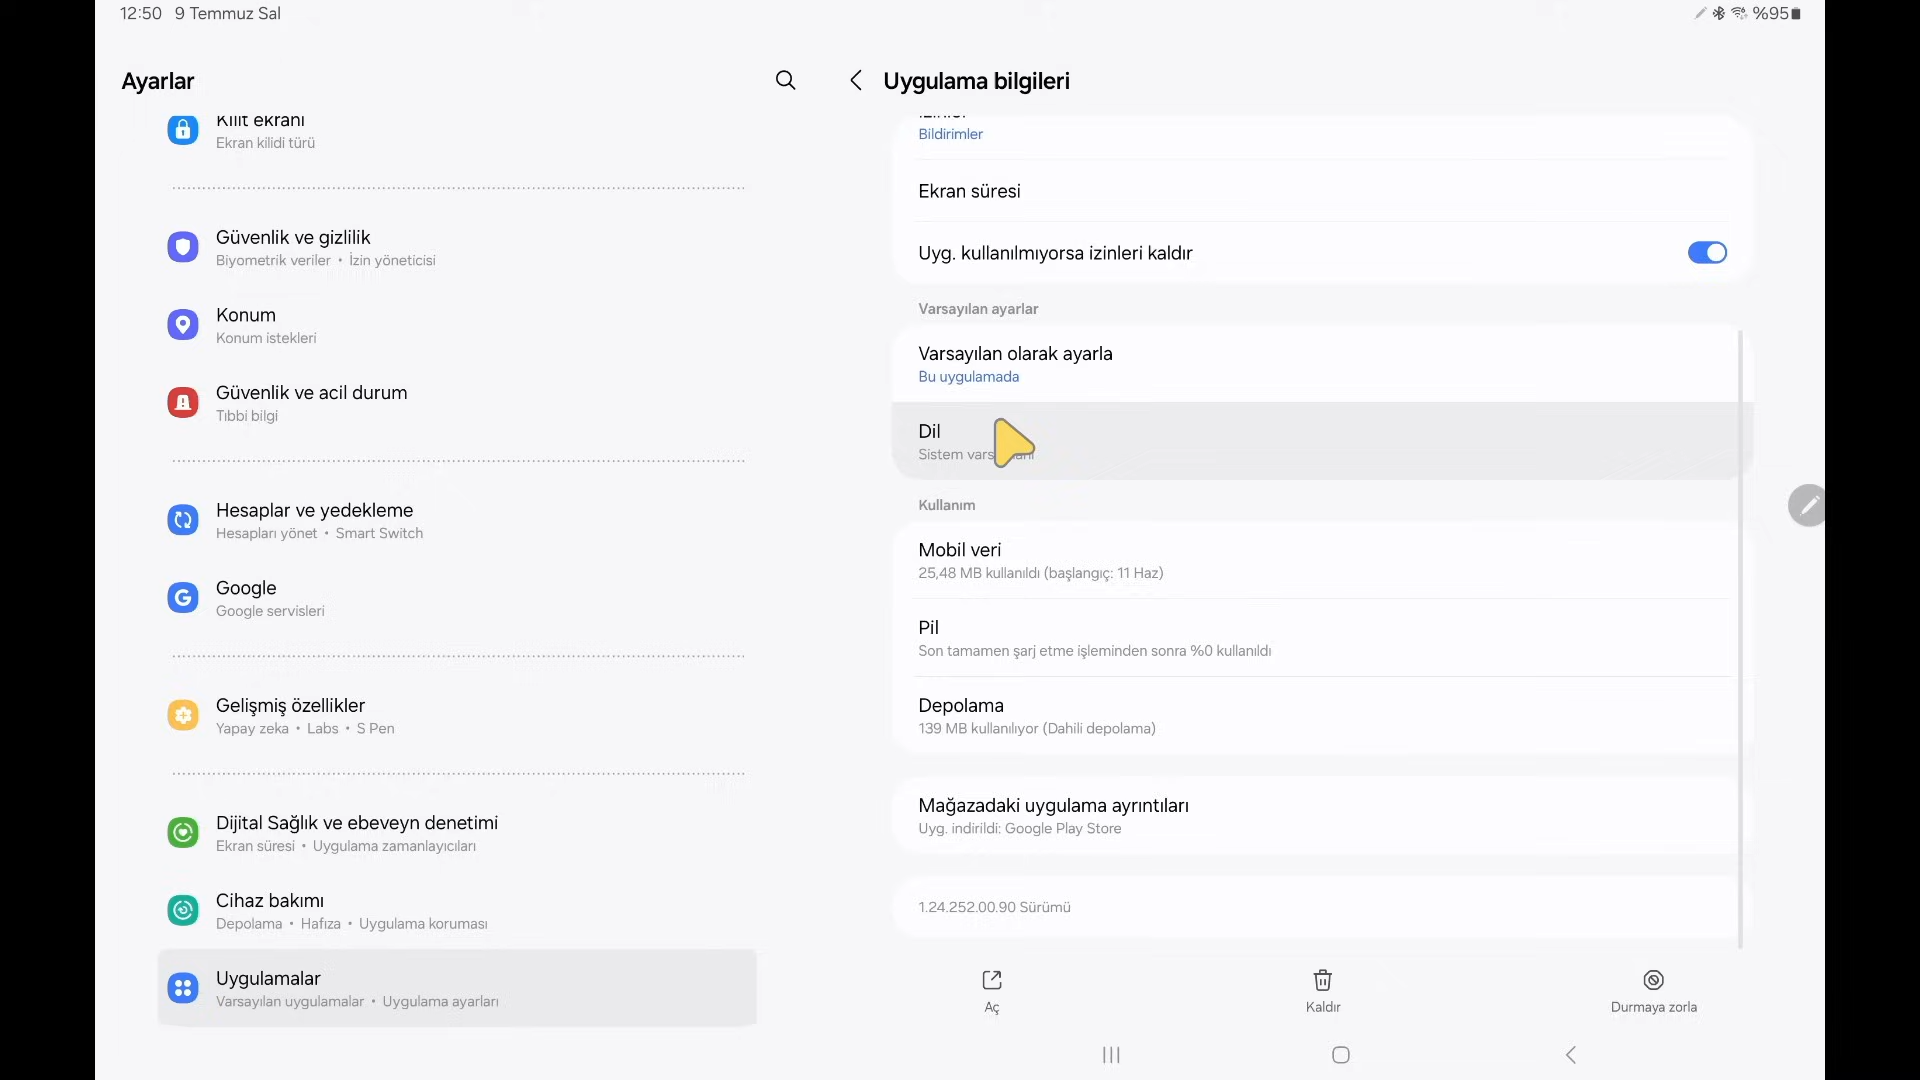 12:50 9 Temmuz Sal
%95
Ayarlar
Kilit ekranı
Ekran kilidi türü
Güvenlik ve gizlilik
Biyometrik veriler • İzin yöneticisi
Konum
Konum istekleri
Güvenlik ve acil durum
Tıbbi bilgi
Hesaplar ve yedekleme
Hesapları yönet • Smart Switch
Google
Google servisleri
Gelişmiş özellikler
Yapay zeka • Labs • S Pen
Dijital Sağlık ve ebeveyn denetimi
Ekran süresi • Uygulama zamanlayıcıları
Cihaz bakımı
Depolama • Hafıza • Uygulama koruması
Uygulamalar
Varsayılan uygulamalar • Uygulama ayarları
Uygulama bilgileri
Bildirimler
Ekran süresi
Uyg. kullanılmıyorsa izinleri kaldır
Varsayılan ayarlar
Varsayılan olarak ayarla
Bu uygulamada
Dil
Sistem
Kullanım
Mobil veri
25,48 MB kullanıldı (başlangıç: 11 Haz)
Pil
Son tamamen şarj etme işleminden sonra %0 kullanıldı
Depolama
139 MB kullanılıyor (Dahili depolama)
Mağazadaki uygulama ayrıntıları
Uyg. indirildi: Google Play Store
1.24.252.00.90 Sürümü
Aç
Kaldır
Durmaya zorla